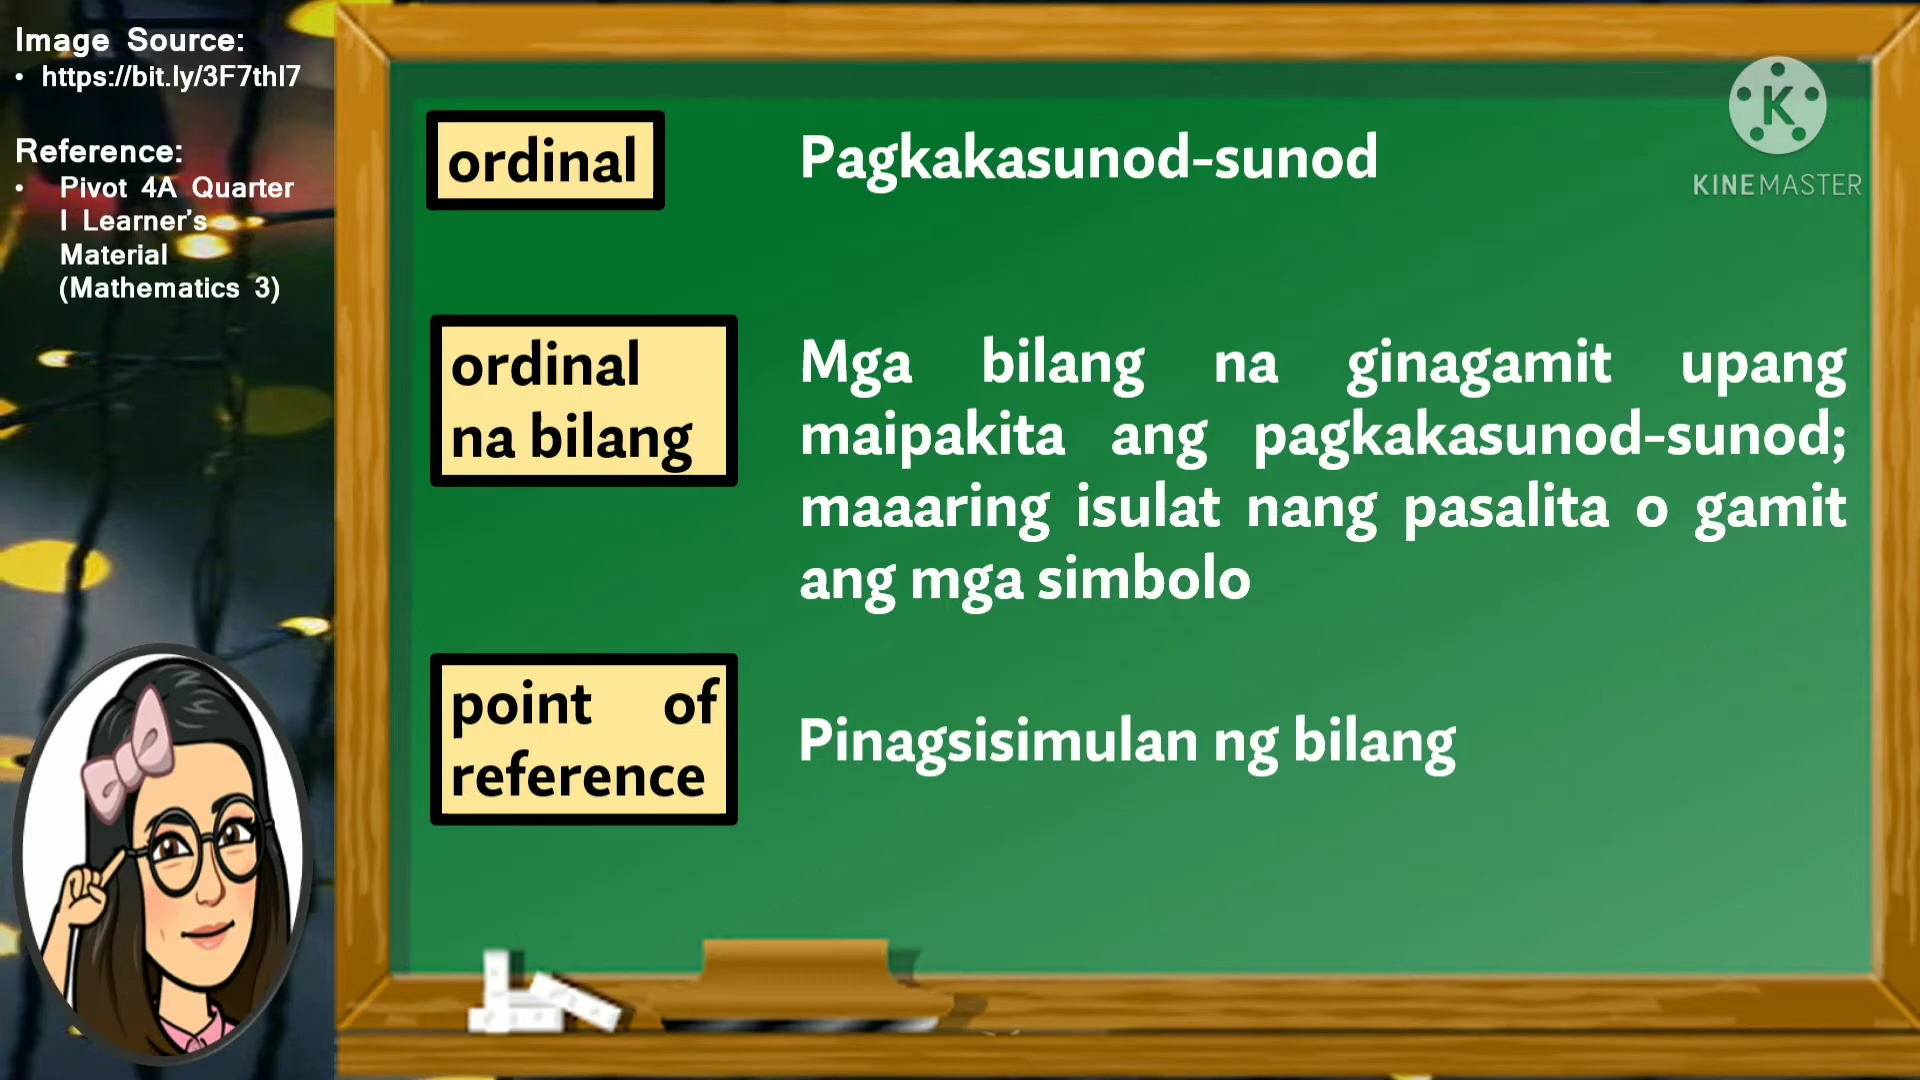 Image Source:
• https://bit.ly/3F7thI7
Reference:
• Pivot 4A Quarter
I Learner's
Material
(Mathematics 3)
ordinal
Pagkakasunod-sunod
K
KINEMASTER
ordinal
na bilang
Mga bilang na ginagamit upang
maipakita ang pagkakasunod-sunod;
maaaring isulat nang pasalita o gamit
ang mga simbolo
point of
reference
Pinagsisimulan ng bilang